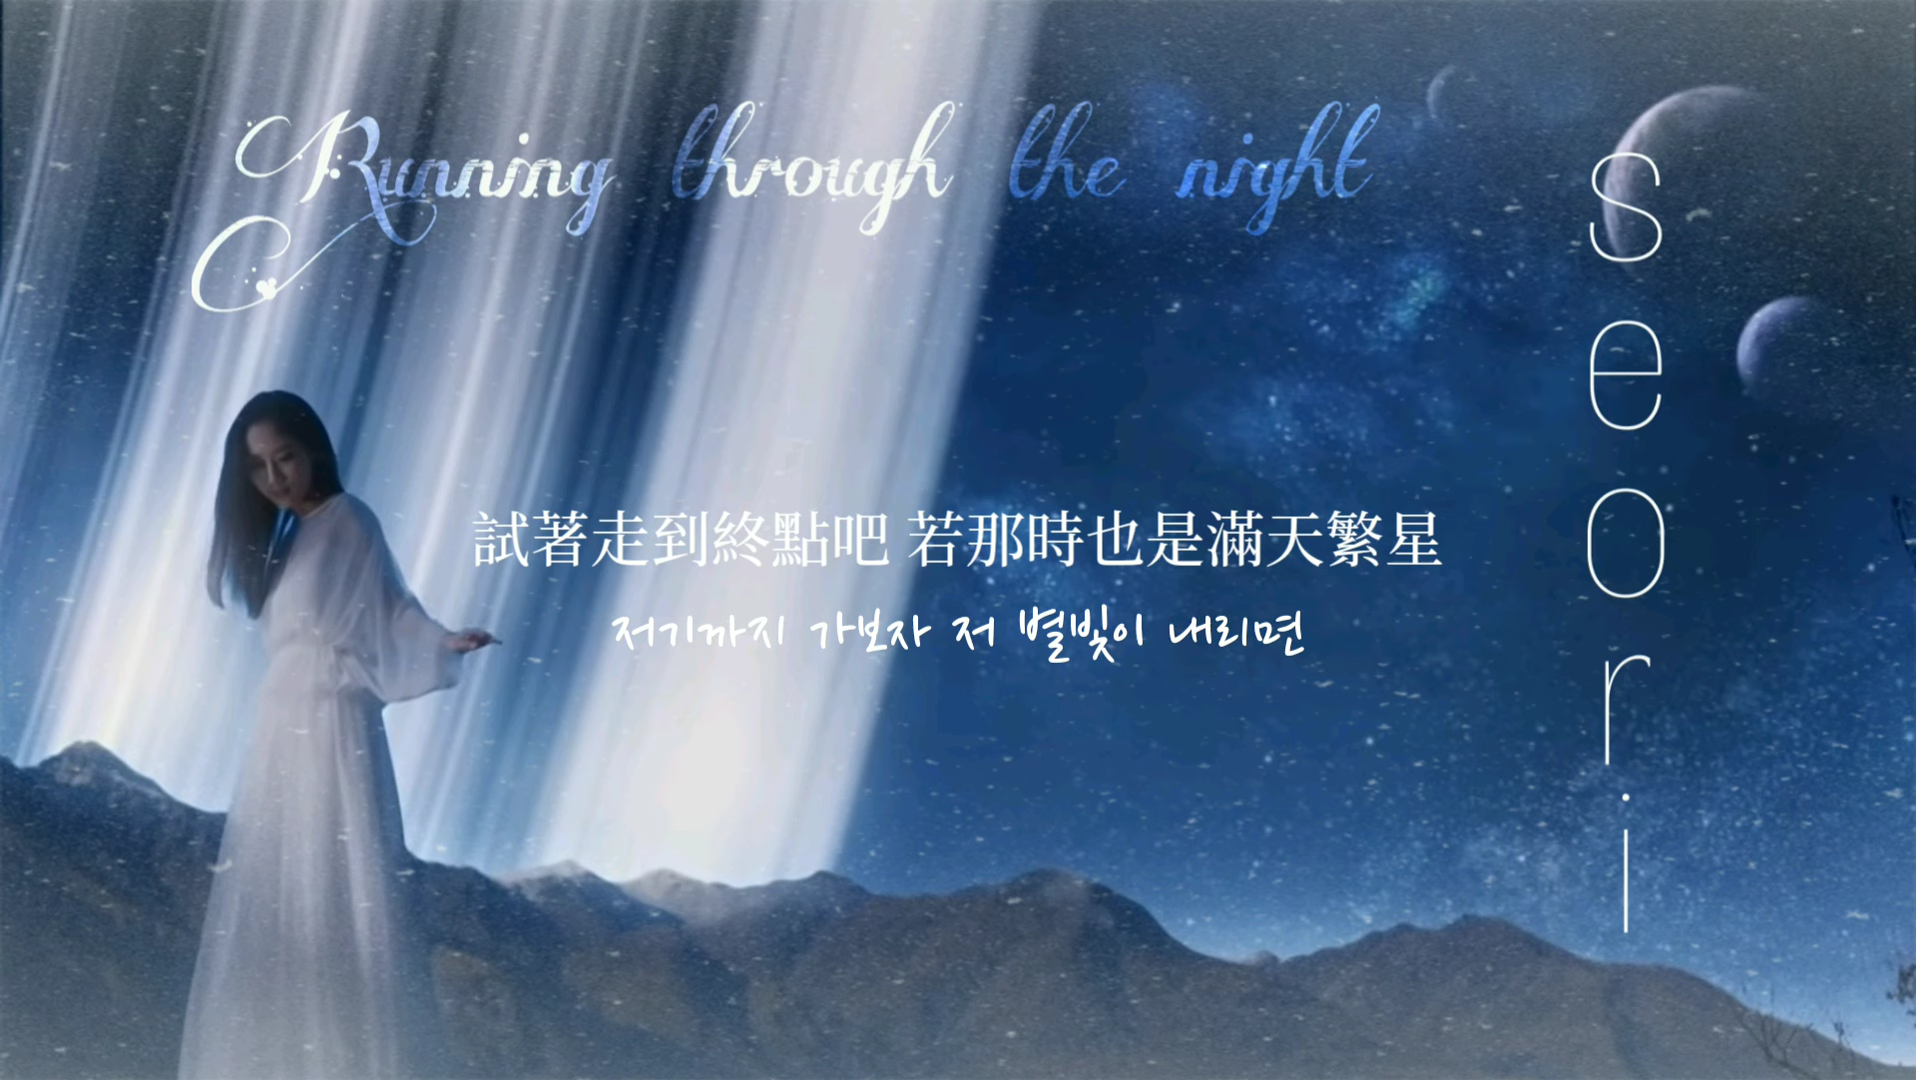 Running through the night
seori
試著走到終點吧 若那時也是滿天繁星
저기까지 가보자 저 별빛이 내리면